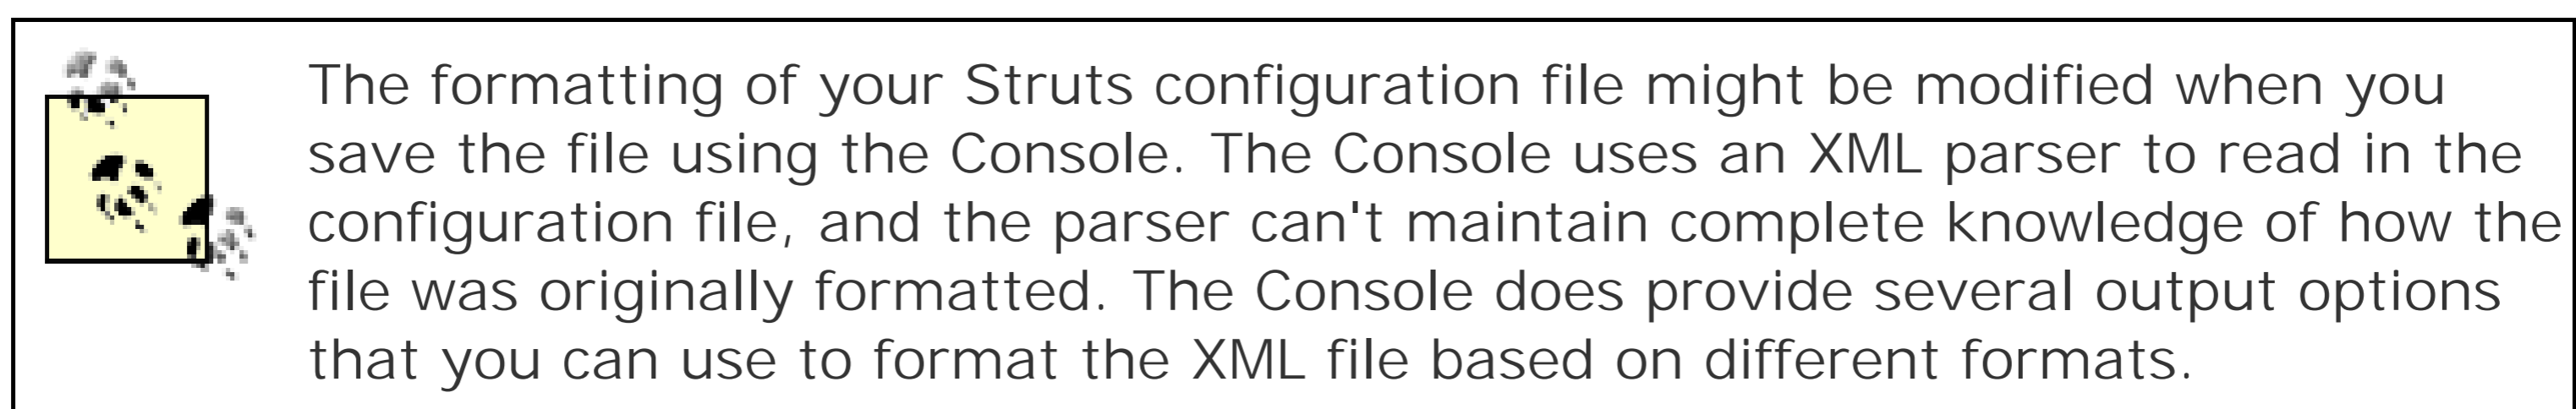 The formatting of your Struts configuration file might be modified when you
save the file using the Console. The Console uses an XML parser to read in the
configuration file, and the parser can't maintain complete knowledge of how the
file was originally formatted. The Console does provide several output options
that you can use to format the XML file based on different formats.